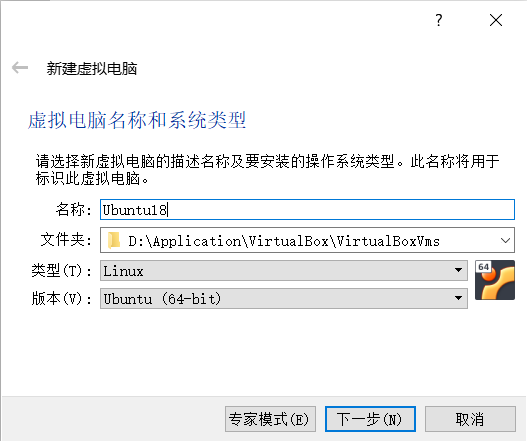 ?
新建虚拟电脑
虚拟电脑名称和系统类型
请选择新虚拟电脑的描述名称及要安装的操作系统类型。此名称将用于
标识此虚拟电脑。
名称: Ubuntu18
文件夹: D:\Application\VirtualBox\VirtualBoxVms
类型(T): Linux
64
版本(V): Ubuntu (64-bit)
专家模式(E) 下一步(N) 取消